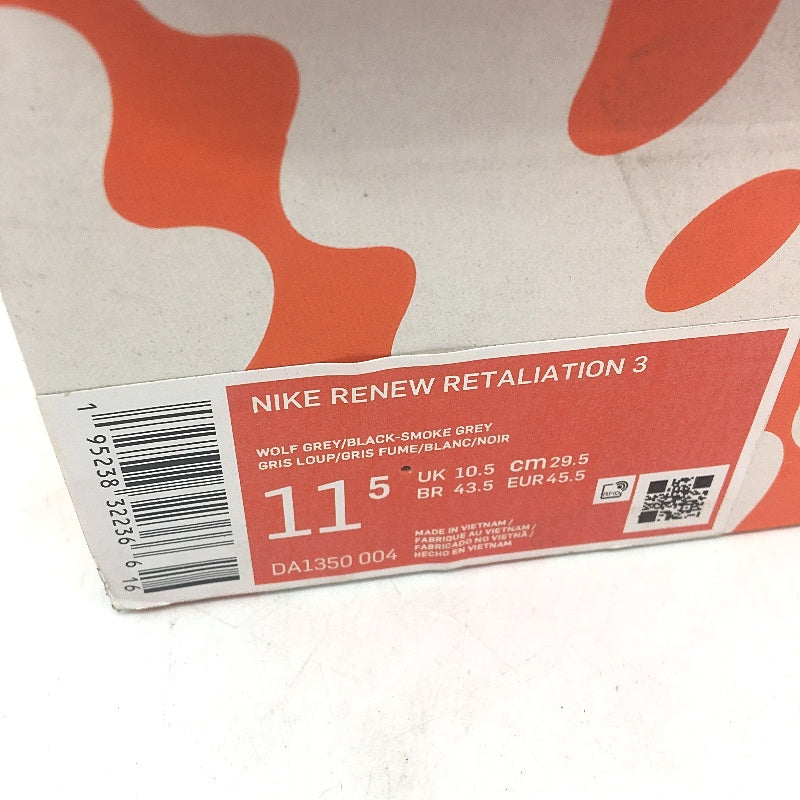 NIKE RENEW RETALIATION 3
WOLF GREY/BLACK-SMOKE GREY
GRIS LOUP/GRIS FUME/BLANC/NOIR
11 5
UK 10.5 cm 29.5
BR 43.5 EUR 45.5
RFID
DA1350 004
MADE IN VIETNAM /
FABRIQUE AU VIETNAM /
FABRICADO NO VIETNÃ /
HECHO EN VIETNAM
1 95238 32236 6 16